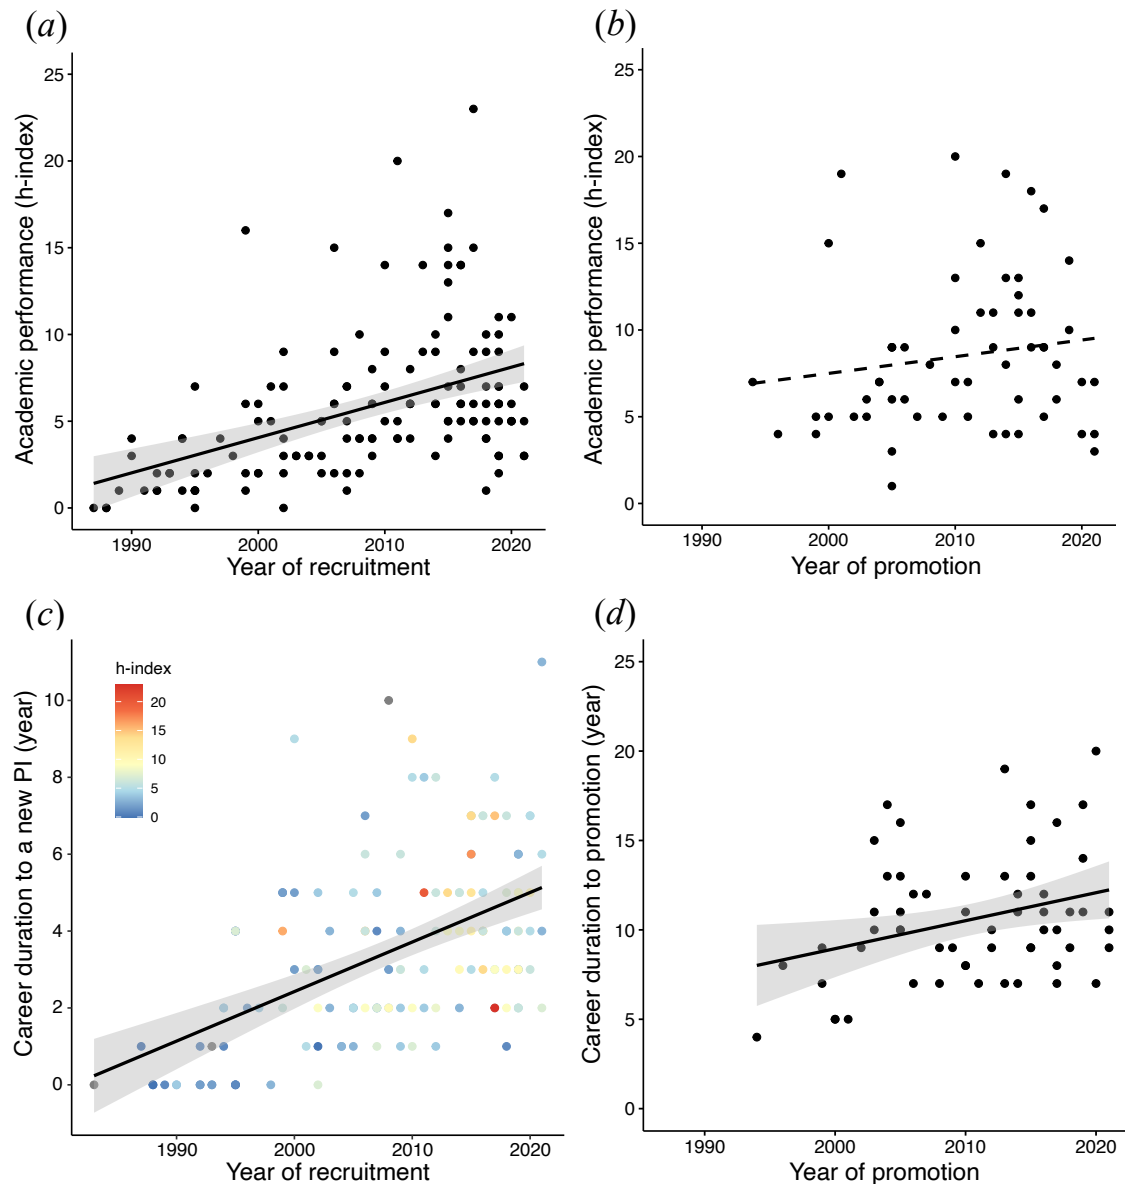 (a)
Academic performance (h-index)
25
20
15
10
5
0
1990 2000 2010 2020
Year of recruitment
(b)
Academic performance (h-index)
25
20
15
10
5
0
1990 2000 2010 2020
Year of promotion
(c)
Career duration to a new PI (year)
10
8
6
4
2
0
h-index
20
15
10
5
0
1990 2000 2010 2020
Year of recruitment
(d)
Career duration to promotion (year)
25
20
15
10
5
0
1990 2000 2010 2020
Year of promotion